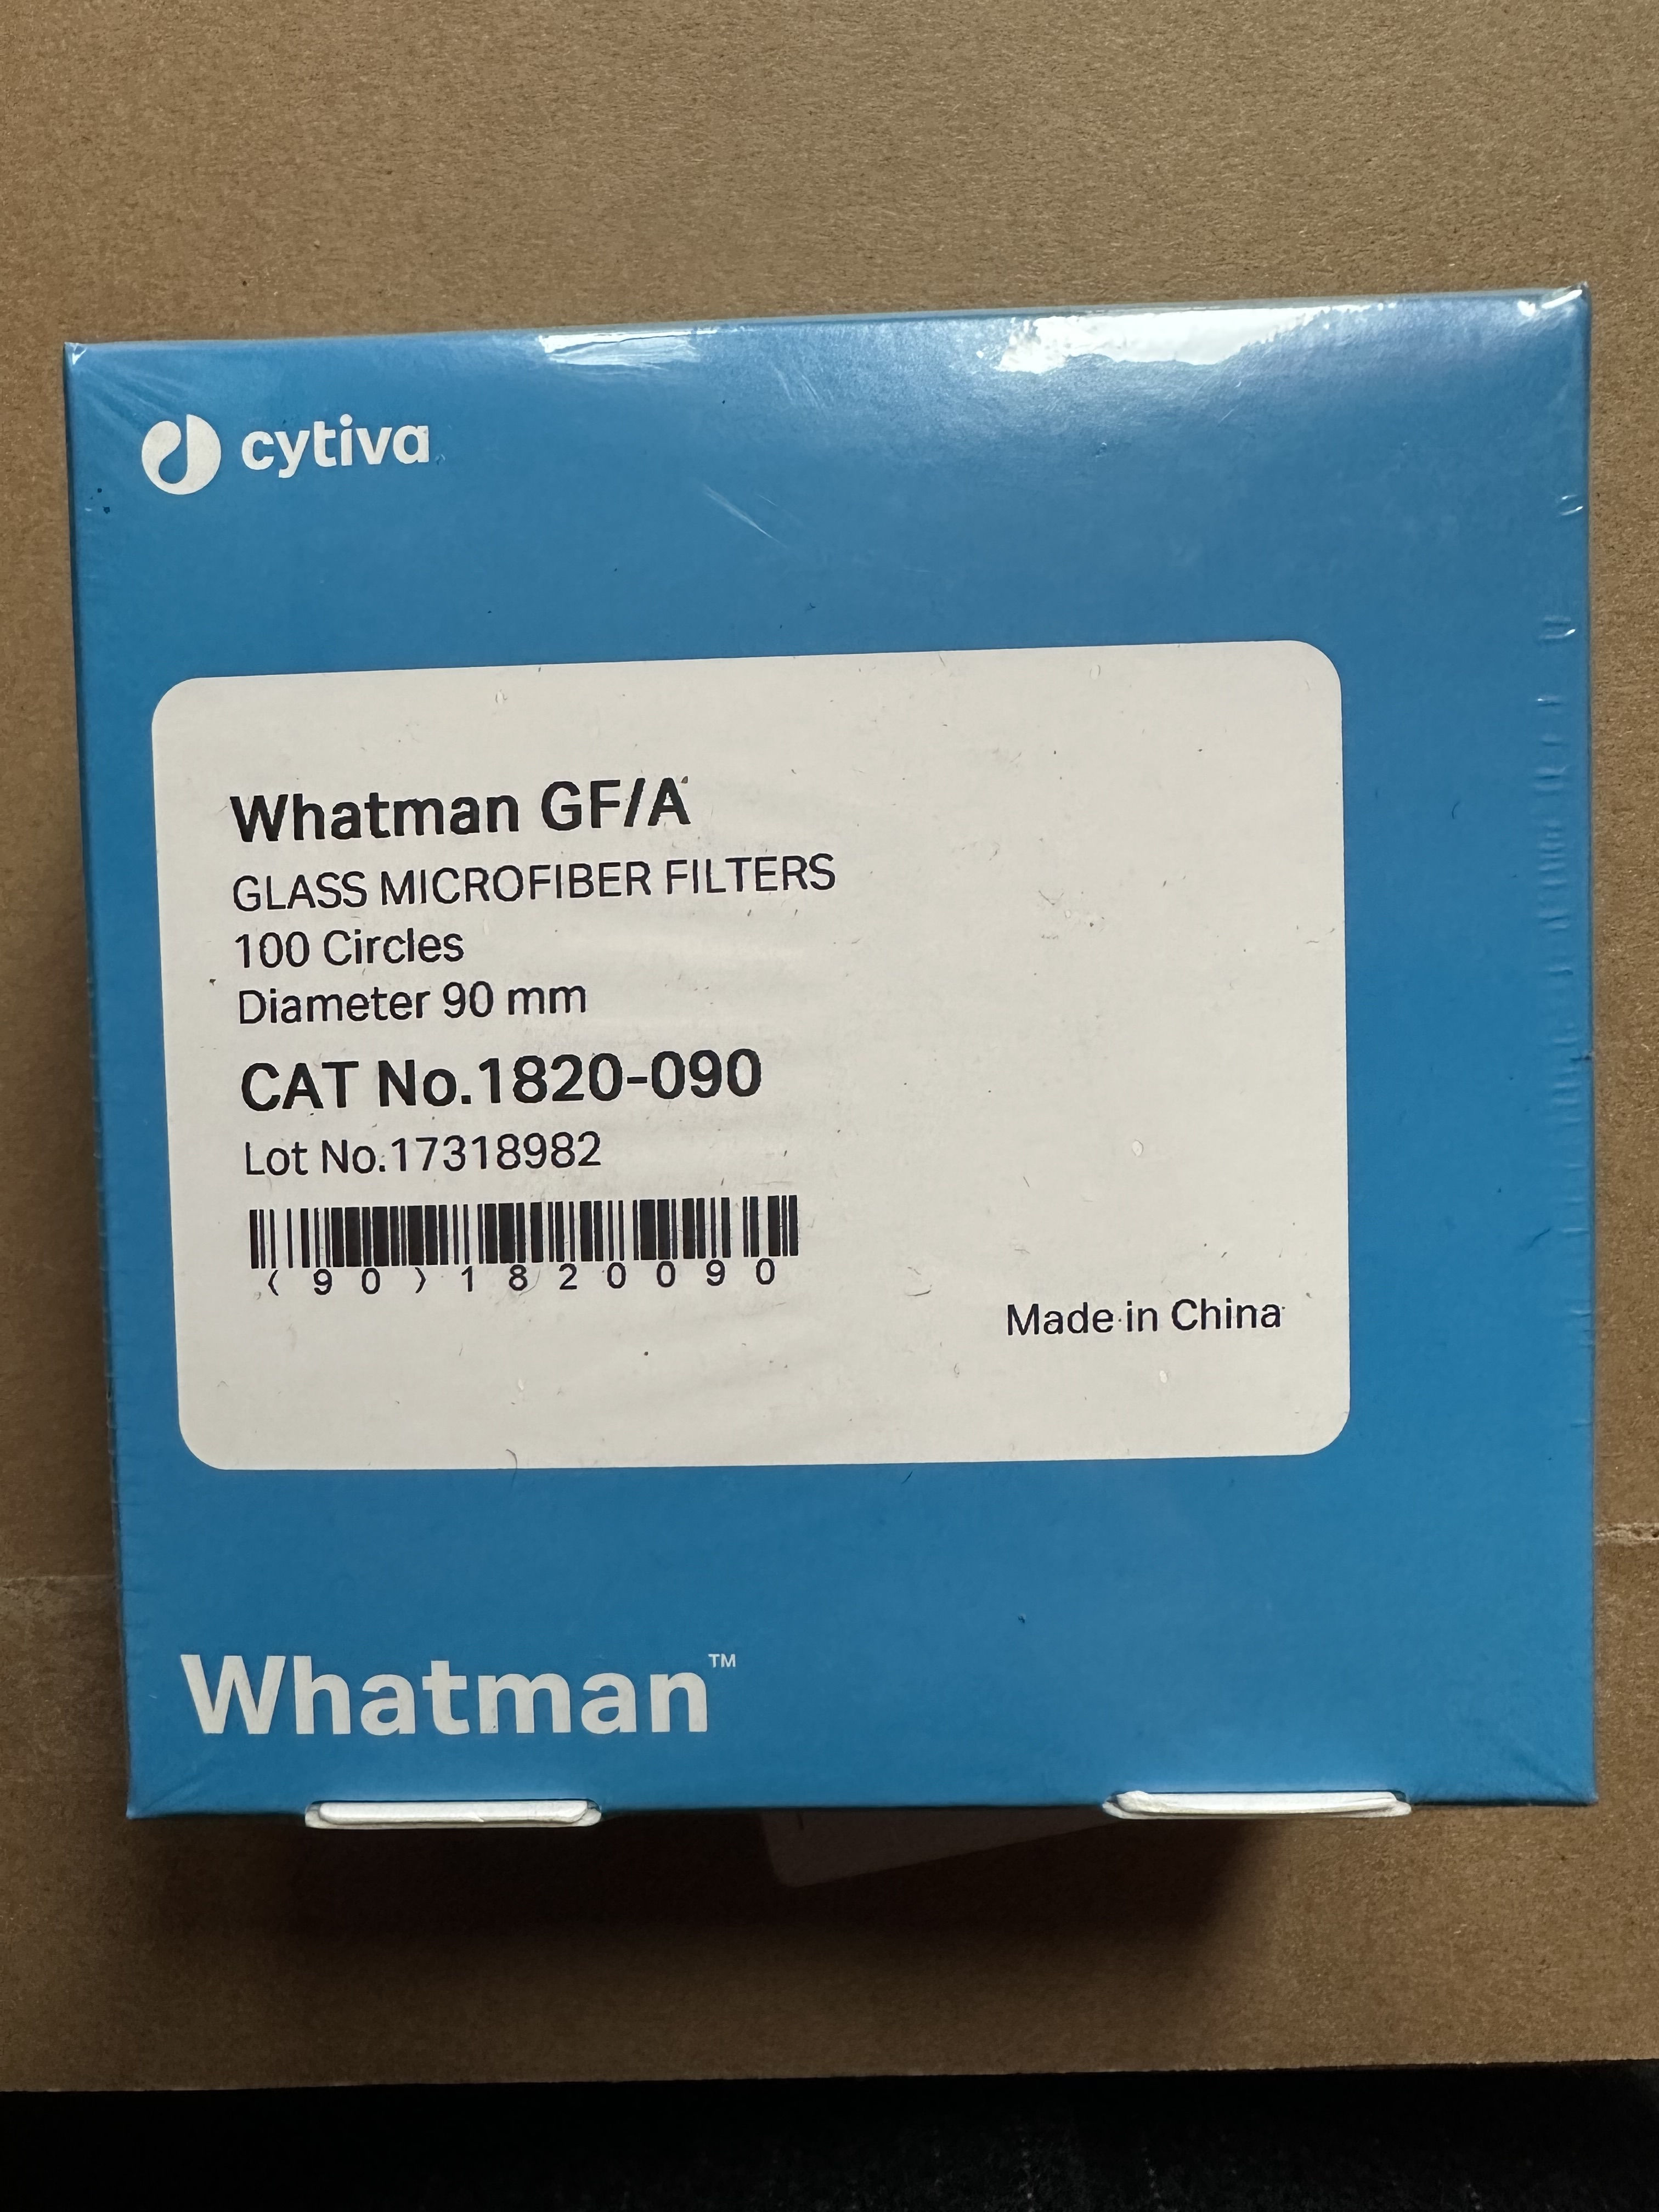 cytiva
Whatman GF/A
GLASS MICROFIBER FILTERS
100 Circles
Diameter 90 mm
CAT No.1820-090
Lot No.17318982
(90)1820090
Made in China
Whatman™